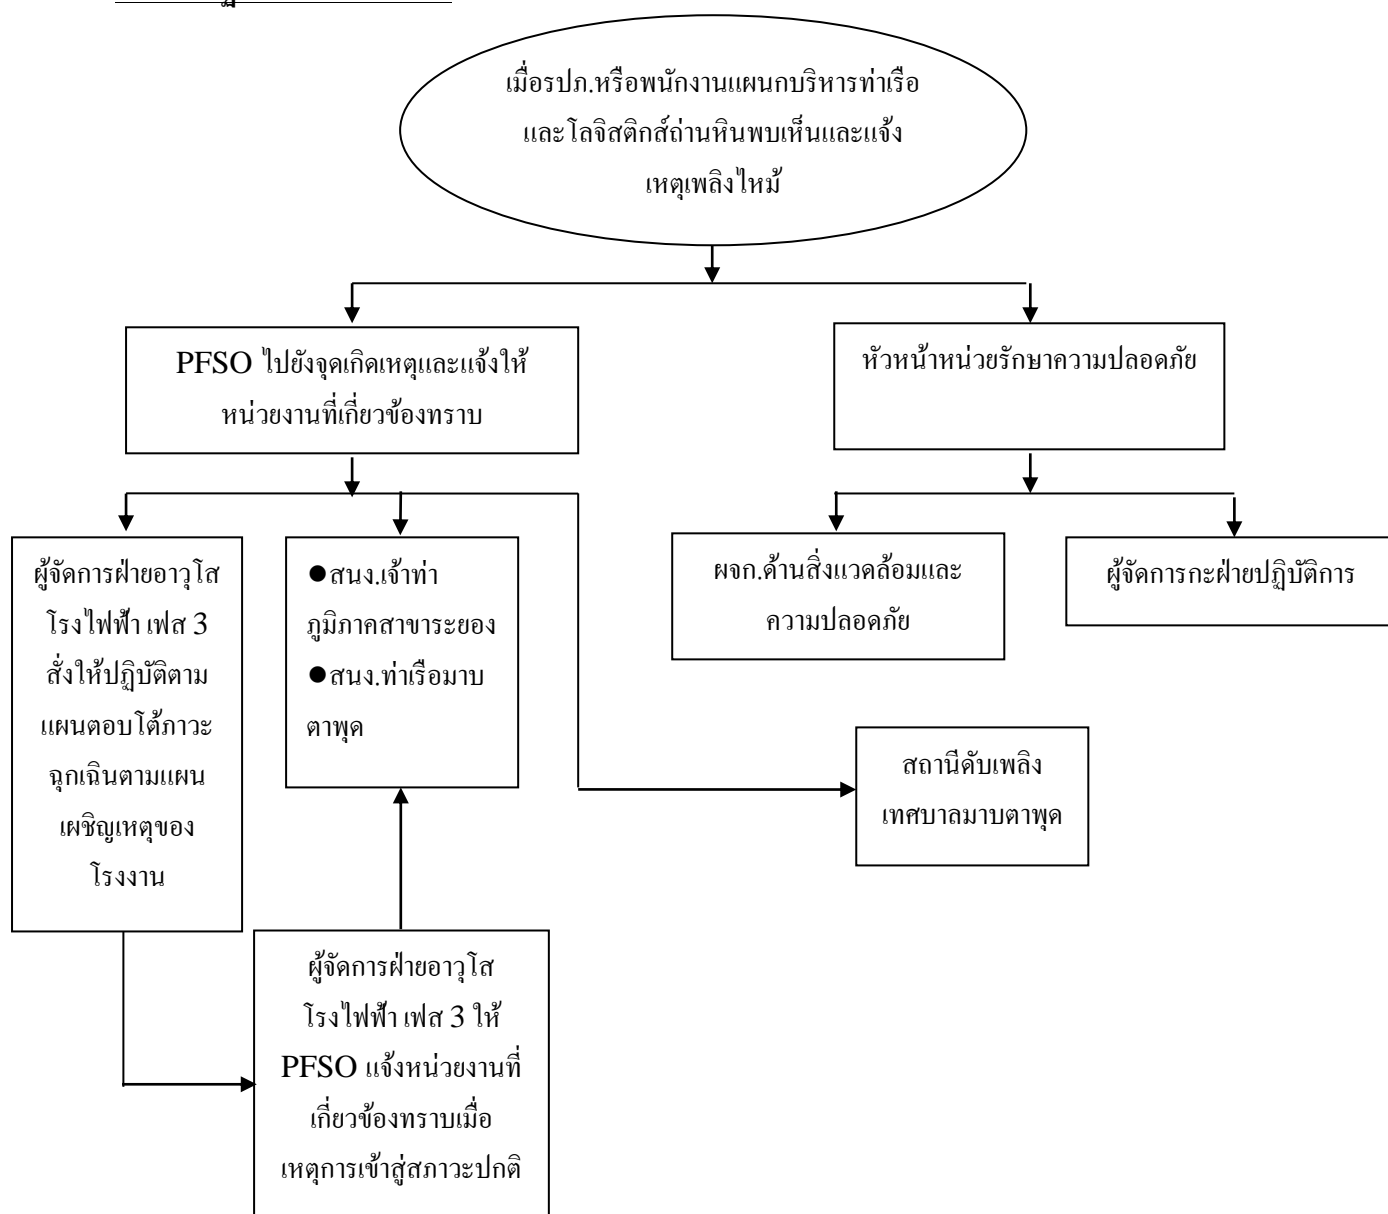 เมื่อรปภ.หรือพนักงานแผนกบริหารท่าเรือ
และโลจิสติกส์ถ่านหินพบเห็นและแจ้ง
เหตุเพลิงไหม้
PFSO ไปยังจุดเกิดเหตุและแจ้งให้
หน่วยงานที่เกี่ยวข้องทราบ
หัวหน้าหน่วยรักษาความปลอดภัย
ผู้จัดการฝ่ายอาวุโส
โรงไฟฟ้า เฟส 3
สั่งให้ปฏิบัติตาม
แผนตอบโต้ภาวะ
ฉุกเฉินตามแผน
เผชิญเหตุของ
โรงงาน
●สนง.เจ้าท่า
ภูมิภาคสาขาระยอง
●สนง.ท่าเรือมาบ
ตาพุด
ผจก.ด้านสิ่งแวดล้อมและ
ความปลอดภัย
ผู้จัดการกะฝ่ายปฏิบัติการ
สถานีดับเพลิง
เทศบาลมาบตาพุด
ผู้จัดการฝ่ายอาวุโส
โรงไฟฟ้า เฟส 3 ให้
PFSO แจ้งหน่วยงานที่
เกี่ยวข้องทราบเมื่อ
เหตุการเข้าสู่สภาวะปกติ